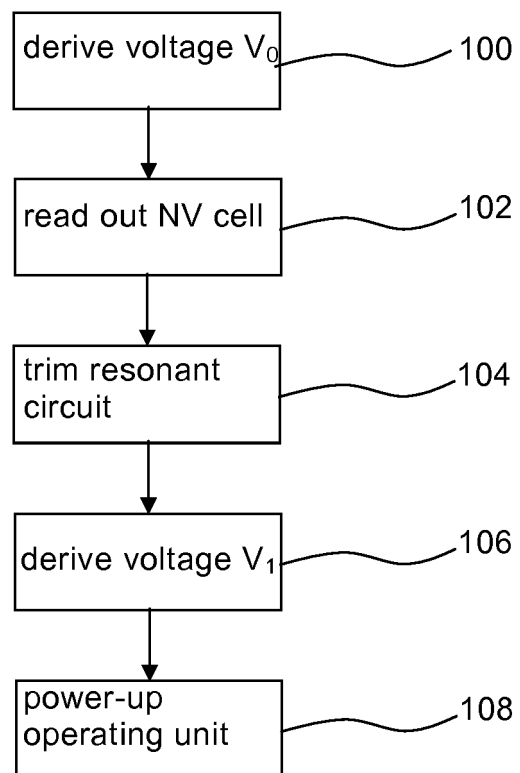 derive voltage V₀
100
read out NV cell
102
trim resonant
circuit
104
derive voltage V₁
106
power-up
operating unit
108